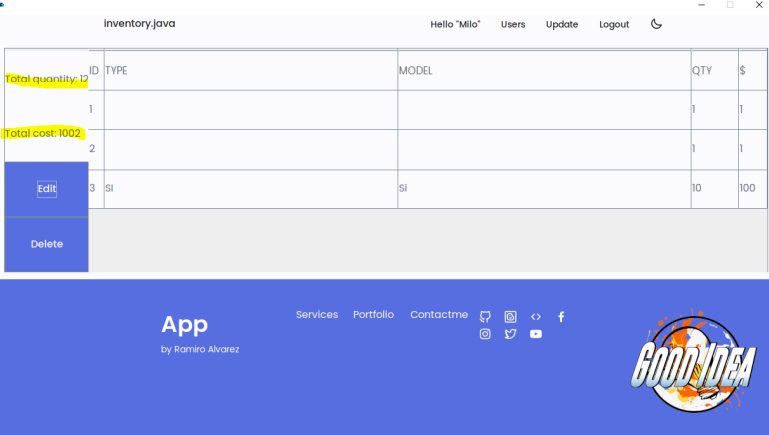 inventory.java Hello "Milo" Users Update Logout
Total quantity: 12
Total cost: 1002
Edit
Delete
ID TYPE MODEL QTY $
1 1 1
2 1 1
3 SI Si 10 100
App
by Ramiro Alvarez
Services Portfolio Contactme
GOOD IDEA